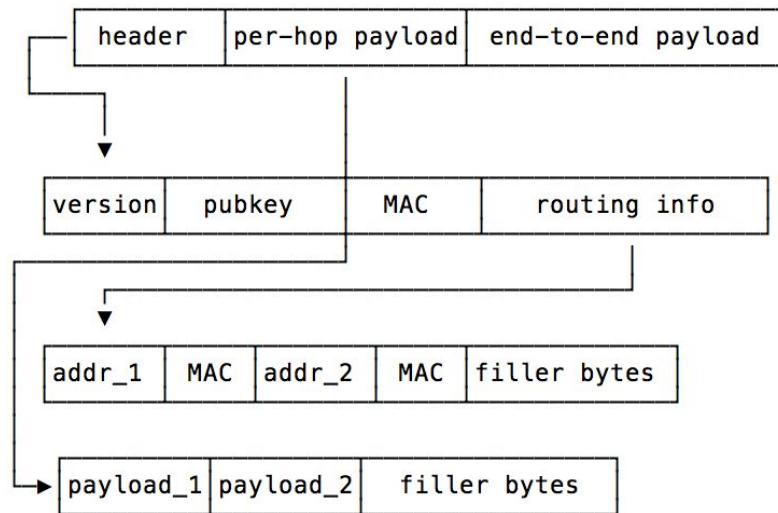 header per-hop payload end-to-end payload
version pubkey MAC routing info
addr_1 MAC addr_2 MAC filler bytes
payload_1 payload_2 filler bytes